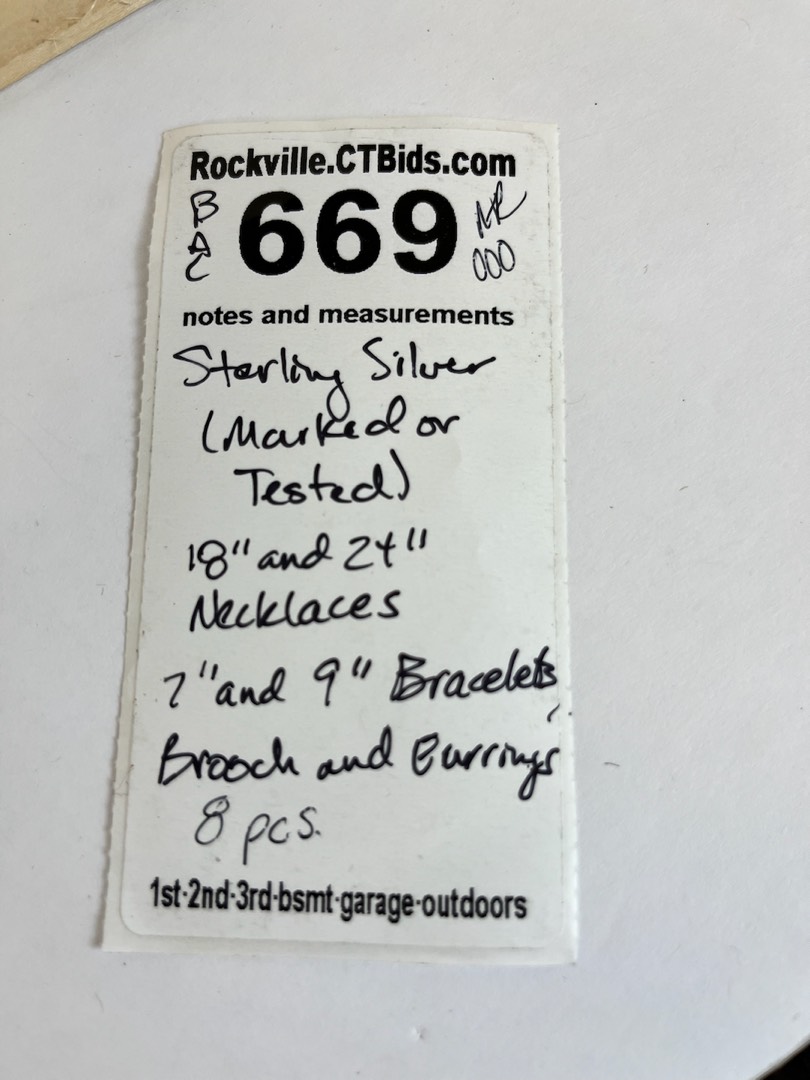 Rockville.CTBids.com
B A C 669 NR 000
notes and measurements
Sterling Silver
(Marked or
Tested)
18" and 24"
Necklaces
7" and 9" Bracelets,
Brooch and Earrings
8 pcs.
1st-2nd-3rd-bsmt-garage-outdoors